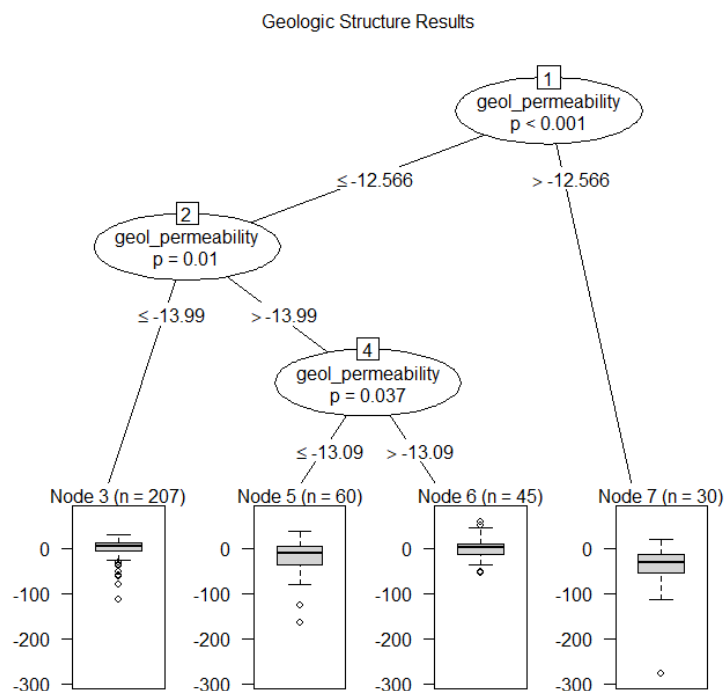 Geologic Structure Results
1
geol_permeability
p < 0.001
≤ -12.566
> -12.566
2
geol_permeability
p = 0.01
≤ -13.99
> -13.99
4
geol_permeability
p = 0.037
≤ -13.09
> -13.09
Node 3 (n = 207)
0
-100
-200
-300
Node 5 (n = 60)
0
-100
-200
-300
Node 6 (n = 45)
0
-100
-200
-300
Node 7 (n = 30)
0
-100
-200
-300